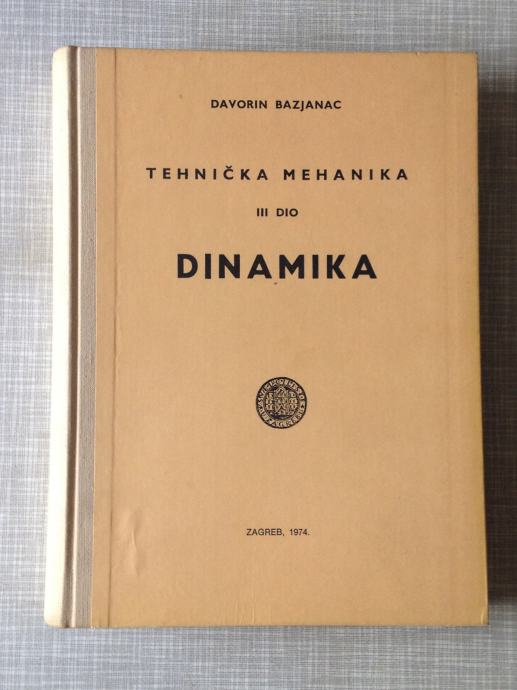 DAVORIN BAZJANAC
TEHNIČKA MEHANIKA
III DIO
DINAMIKA
ZAGREB, 1974.